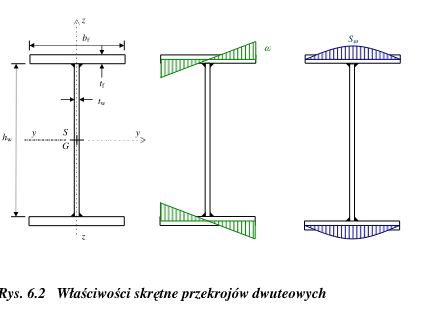 z
b_f
ω
S_ω
t_f
t_w
h_w
y S y
G
z
Rys. 6.2 Właściwości skrętne przekrojów dwuteowych